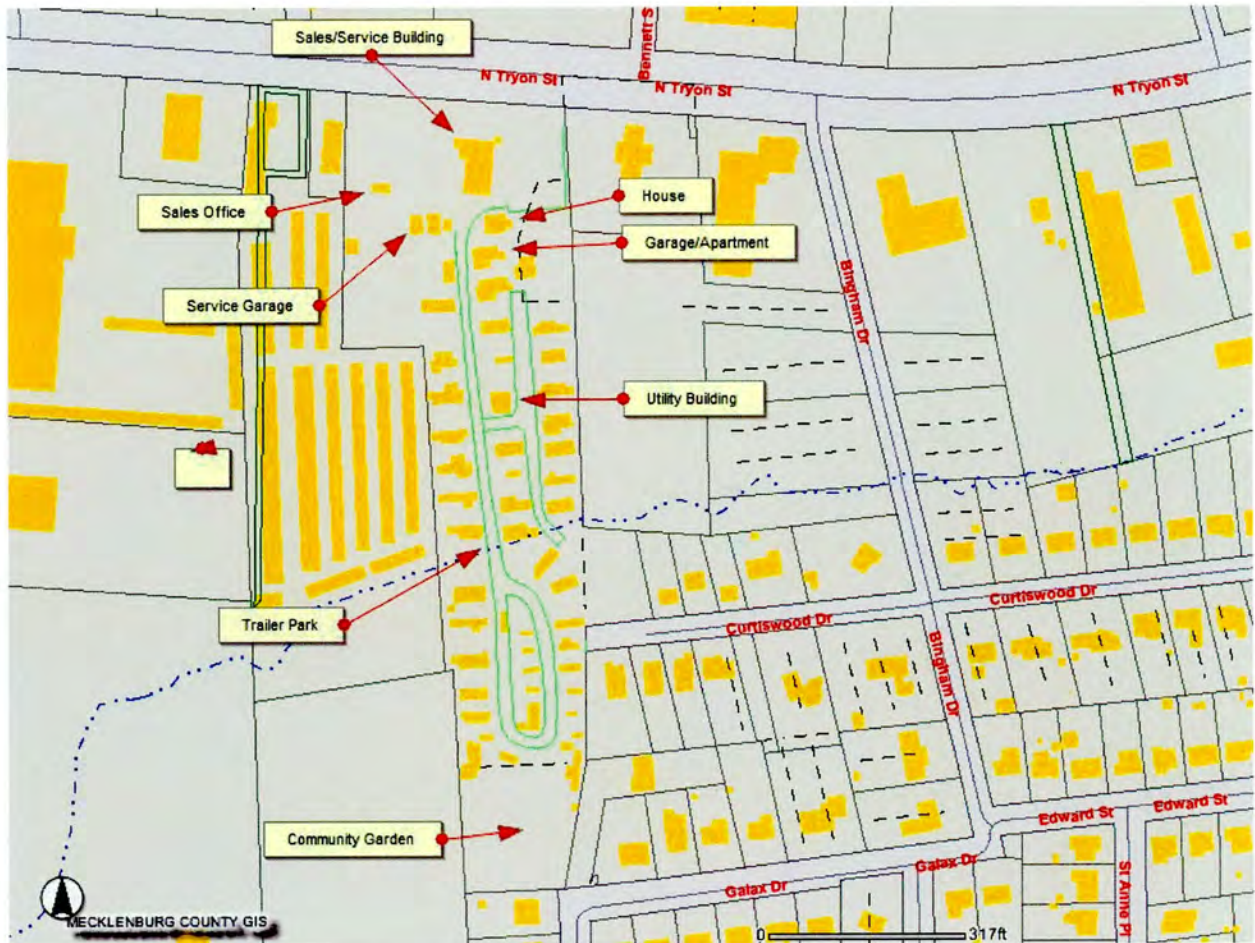 Sales/Service Building
Bennett S
N Tryon St
N Tryon St
N Tryon St
House
Sales Office
Garage/Apartment
Service Garage
Bingham Dr
Utility Building
Trailer Park
Curtiswood Dr
Curtiswood Dr
Bingham Dr
Edward St
Edward St
Community Garden
Galax Dr
Galax Dr
St Anne Pl
MECKLENBURG COUNTY GIS
0 317ft